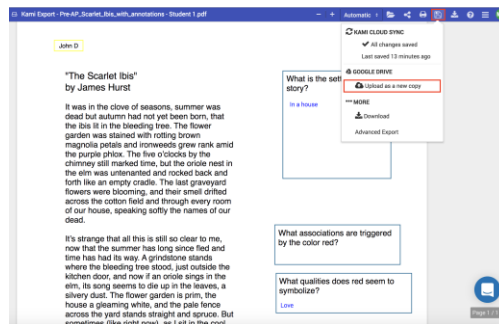 Kami Export - Pre-AP_Scarlet_Ibis_with_annotations - Student 1.pdf
Automatic
John D
KAMI CLOUD SYNC
All changes saved
Last saved 13 minutes ago
GOOGLE DRIVE
Upload as a new copy
MORE
Download
Advanced Export
"The Scarlet Ibis"
by James Hurst
It was in the clove of seasons, summer was
dead but autumn had not yet been born, that
the ibis lit in the bleeding tree. The flower
garden was stained with rotting brown
magnolia petals and ironweeds grew rank amid
the purple phlox. The five o'clocks by the
chimney still marked time, but the oriole nest in
the elm was untenanted and rocked back and
forth like an empty cradle. The last graveyard
flowers were blooming, and their smell drifted
across the cotton field and through every room
of our house, speaking softly the names of our
dead.
It's strange that all this is still so clear to me,
now that the summer has long since fled and
time has had its way. A grindstone stands
where the bleeding tree stood, just outside the
kitchen door, and now if an oriole sings in the
elm, its song seems to die up in the leaves, a
silvery dust. The flower garden is prim, the
house a gleaming white, and the pale fence
across the yard stands straight and spruce. But
sometimes (like right now), as I sit in the cool
What is the
story?
In a house
What associations are triggered
by the color red?
What qualities does red seem to
symbolize?
Love
Page 1 /